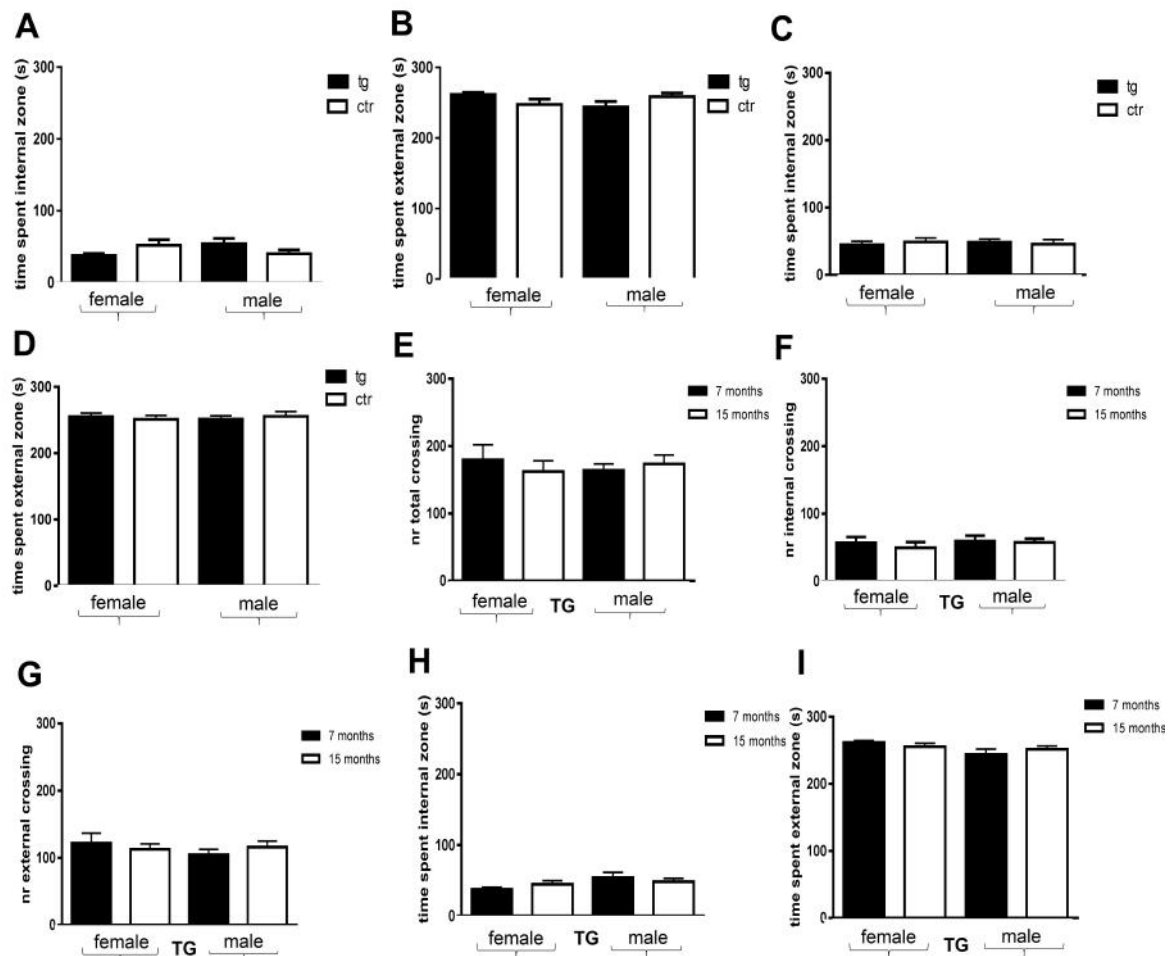 A
time spent internal zone (s)
300
200
100
0
tg
ctr
female
male
B
time spent external zone (s)
300
200
100
0
tg
ctr
female
male
C
time spent internal zone (s)
300
200
100
0
tg
ctr
female
male
D
time spent external zone (s)
300
200
100
0
tg
ctr
female
male
E
nr total crossing
300
200
100
0
7 months
15 months
female TG male
F
nr internal crossing
300
200
100
0
7 months
15 months
female TG male
G
nr external crossing
300
200
100
0
7 months
15 months
female TG male
H
time spent internal zone (s)
300
200
100
0
7 months
15 months
female TG male
I
time spent external zone (s)
300
200
100
0
7 months
15 months
female TG male